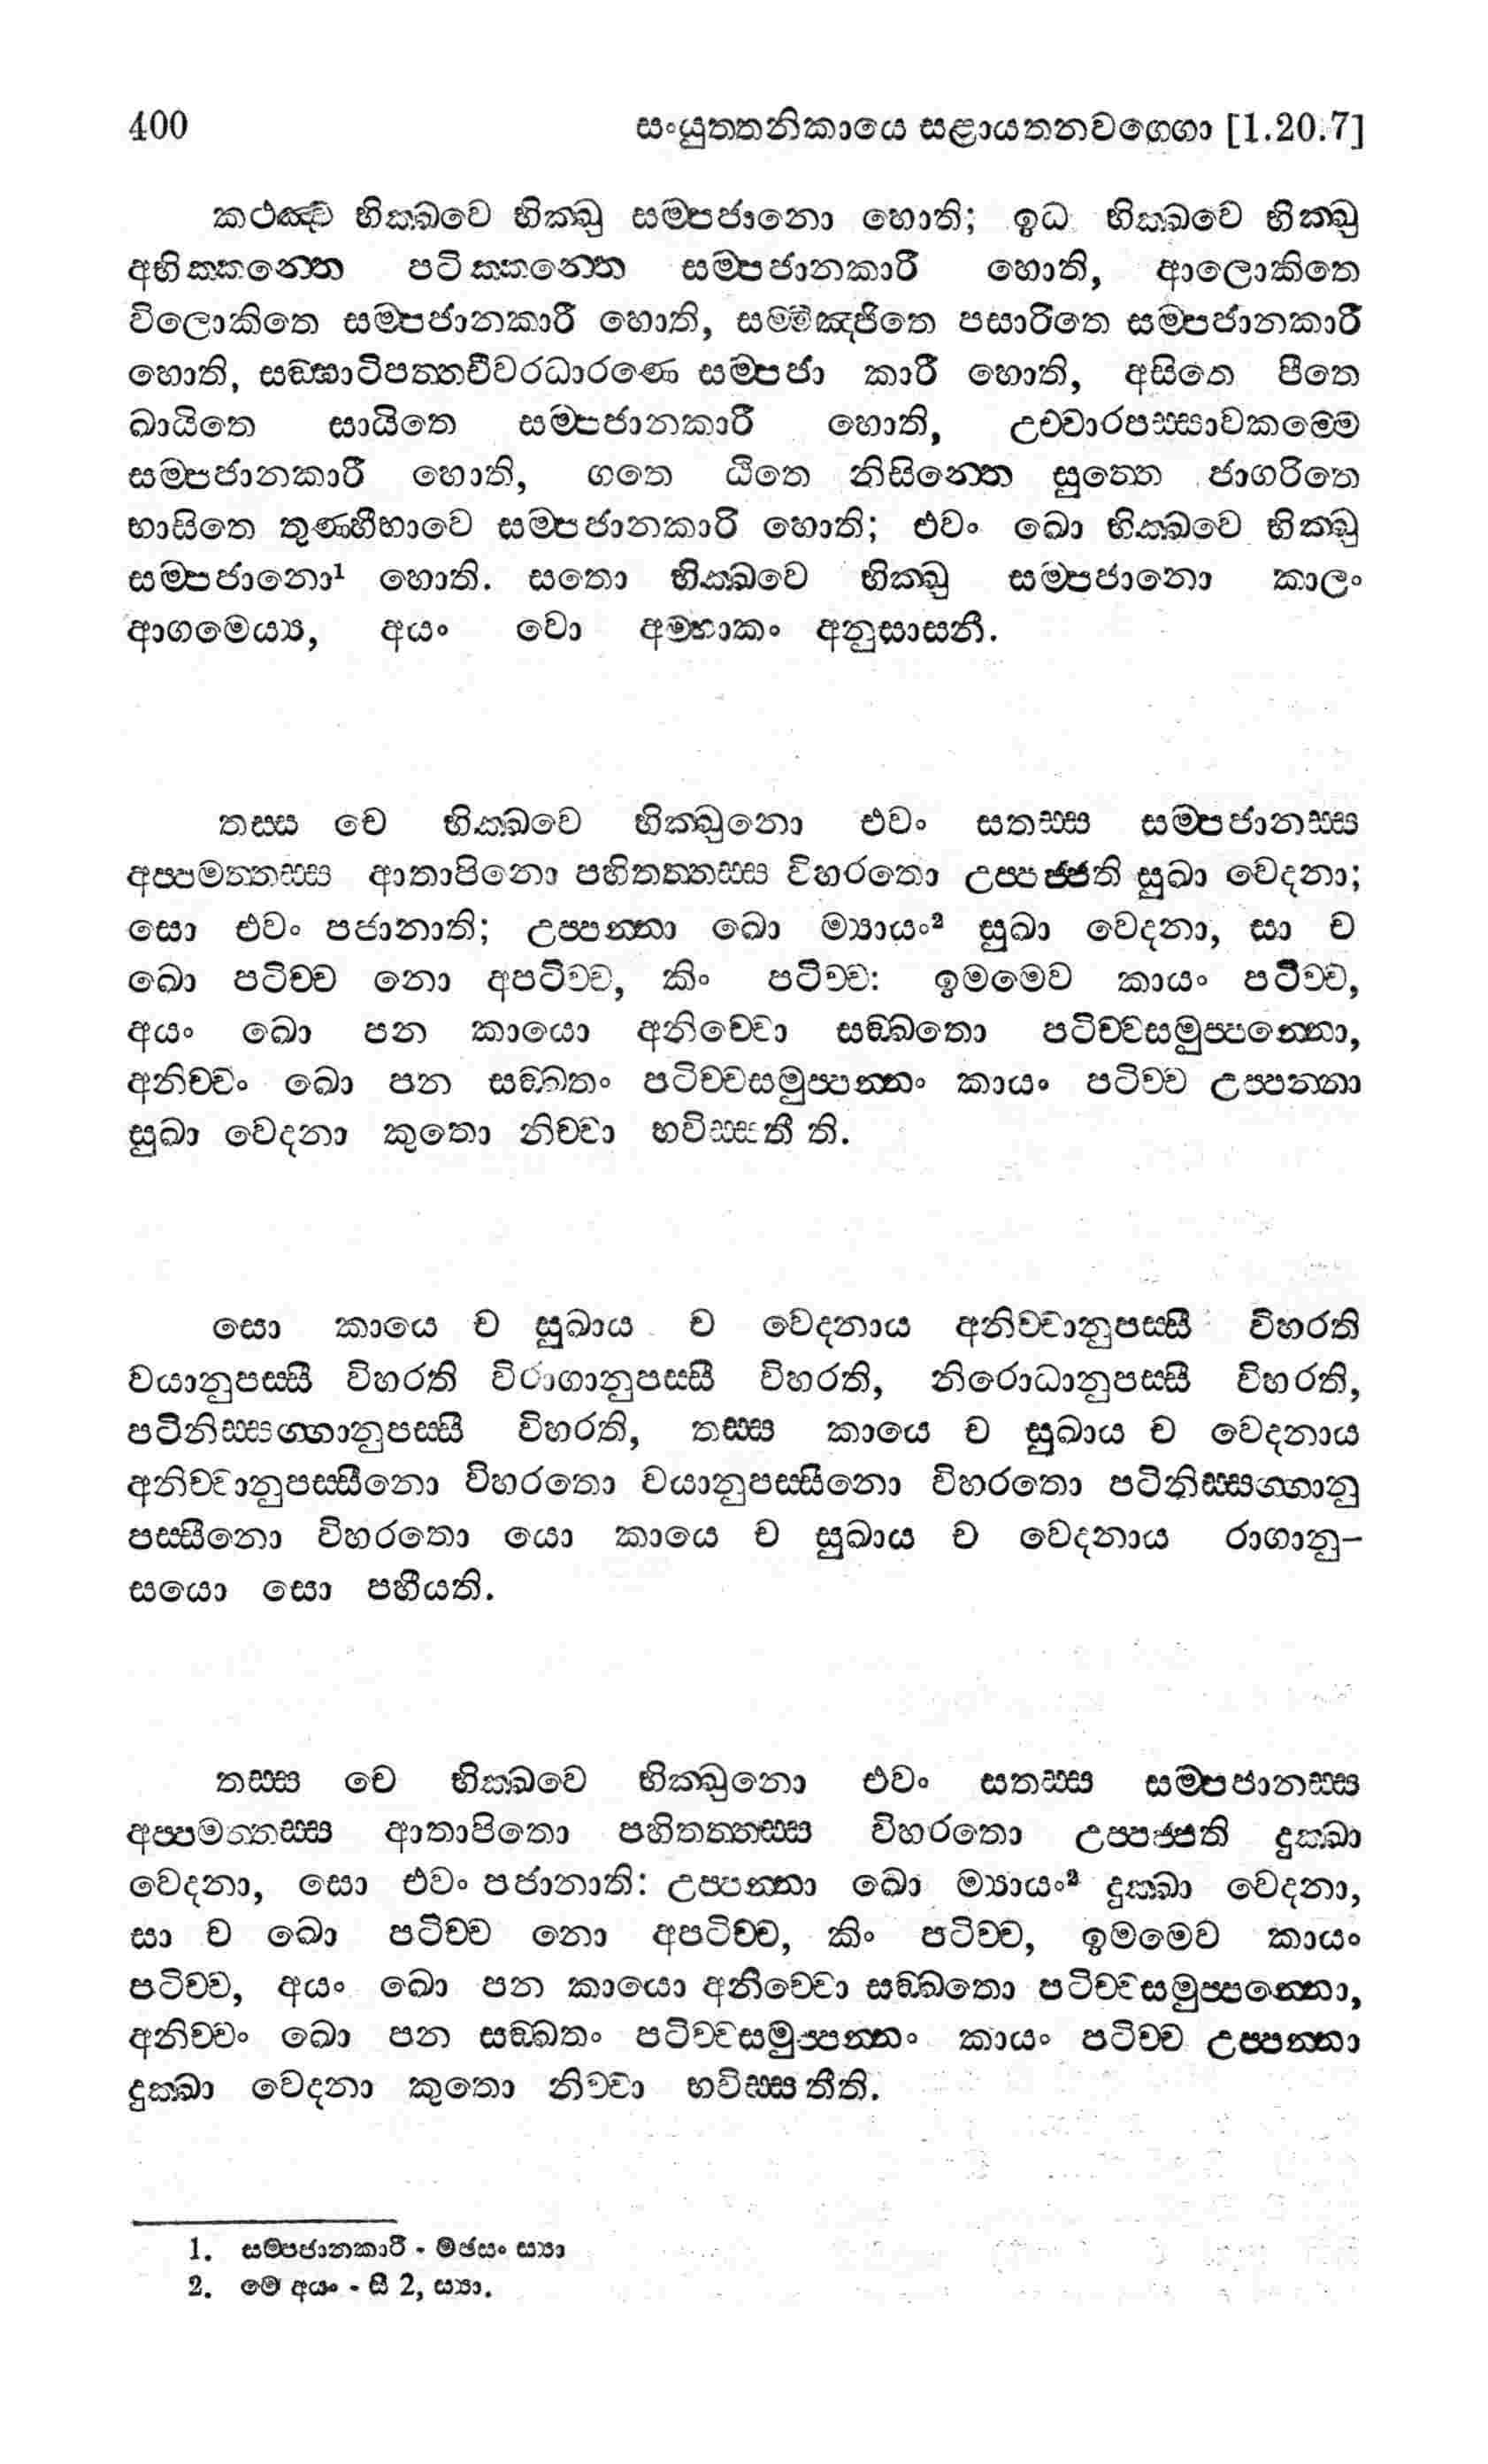 400 සංයුත්තනිකායෙ සළායතනවග්ගො [1.20.7]
කථඤ්ච භික්ඛවෙ භික්ඛු සම්පජානො හොති; ඉධ භික්ඛවෙ භික්ඛු
අභික්කන්තෙ පටික්කන්තෙ සම්පජානකාරී හොති, ආලොකිතෙ
විලොකිතෙ සම්පජානකාරී හොති, සම්මිඤ්ජිතෙ පසාරිතෙ සම්පජානකාරී
හොති, සඞ්ඝාටිපත්තචීවරධාරණෙ සම්පජා කාරී හොති, අසිතෙ පීතෙ
ඛායිතෙ සායිතෙ සම්පජානකාරී හොති, උච්චාරපස්සාවකම්මෙ
සම්පජානකාරී හොති, ගතෙ ඨිතෙ නිසින්නෙ සුත්තෙ ජාගරිතෙ
භාසිතෙ තුණ්හීභාවෙ සම්පජානකාරි හොති; එවං ඛො භික්ඛවෙ භික්ඛු
සම්පජානො¹ හොති. සතො භික්ඛවෙ භික්ඛු සම්පජානො කාලං
ආගමෙය්‍ය, අයං වො අම්හාකං අනුසාසනී.
තස්ස චෙ භික්ඛවෙ භික්ඛුනො එවං සතස්ස සම්පජානස්ස
අප්පමත්තස්ස ආතාපිනො පහිතත්තස්ස විහරතො උප්පජ්ජති සුඛා වෙදනා;
සො එවං පජානාති; උප්පන්නා ඛො ම්‍යායං² සුඛා වෙදනා, සා ච
ඛො පටිච්ච නො අපටිච්ච, කිං පටිච්ච: ඉමමෙව කායං පටිච්ච,
අයං ඛො පන කායො අනිච්චො සඞ්ඛතො පටිච්චසමුප්පන්නො,
අනිච්චං ඛො පන සඞ්ඛතං පටිච්චසමුප්පන්නං කායං පටිච්ච උප්පන්නා
සුඛා වෙදනා කුතො නිච්චා භවිස්සතී ති.
සො කායෙ ච සුඛාය ච වෙදනාය අනිච්චානුපස්සී විහරති
වයානුපස්සී විහරති විරාගානුපස්සී විහරති, නිරොධානුපස්සී විහරති,
පටිනිස්සග්ගානුපස්සී විහරති, තස්ස කායෙ ච සුඛාය ච වෙදනාය
අනිච්චානුපස්සීනො විහරතො වයානුපස්සීනො විහරතො පටිනිස්සග්ගානු
පස්සීනො විහරතො යො කායෙ ච සුඛාය ච වෙදනාය රාගානු–
සයො සො පහීයති.
තස්ස චෙ භික්ඛවෙ භික්ඛුනො එවං සතස්ස සම්පජානස්ස
අප්පමත්තස්ස ආතාපිතො පහිතත්තස්ස විහරතො උප්පජ්ජති දුක්ඛා
වෙදනා, සො එවං පජානාති: උප්පන්නා ඛො ම්‍යායං² දුක්ඛා වෙදනා,
සා ච ඛො පටිච්ච නො අපටිච්ච, කිං පටිච්ච, ඉමමෙව කායං
පටිච්ච, අයං ඛො පන කායො අනිච්චො සඞ්ඛතො පටිච්චසමුප්පන්නො,
අනිච්චං ඛො පන සඞ්ඛතං පටිච්චසමුප්පන්නං කායං පටිච්ච උප්පන්නා
දුක්ඛා වෙදනා කුතො නිච්චා භවිස්සතීති.
1. සම්පජානකාරී - මඡසං ස්‍යා
2. මෙ අයං - සී 2, ස්‍යා.